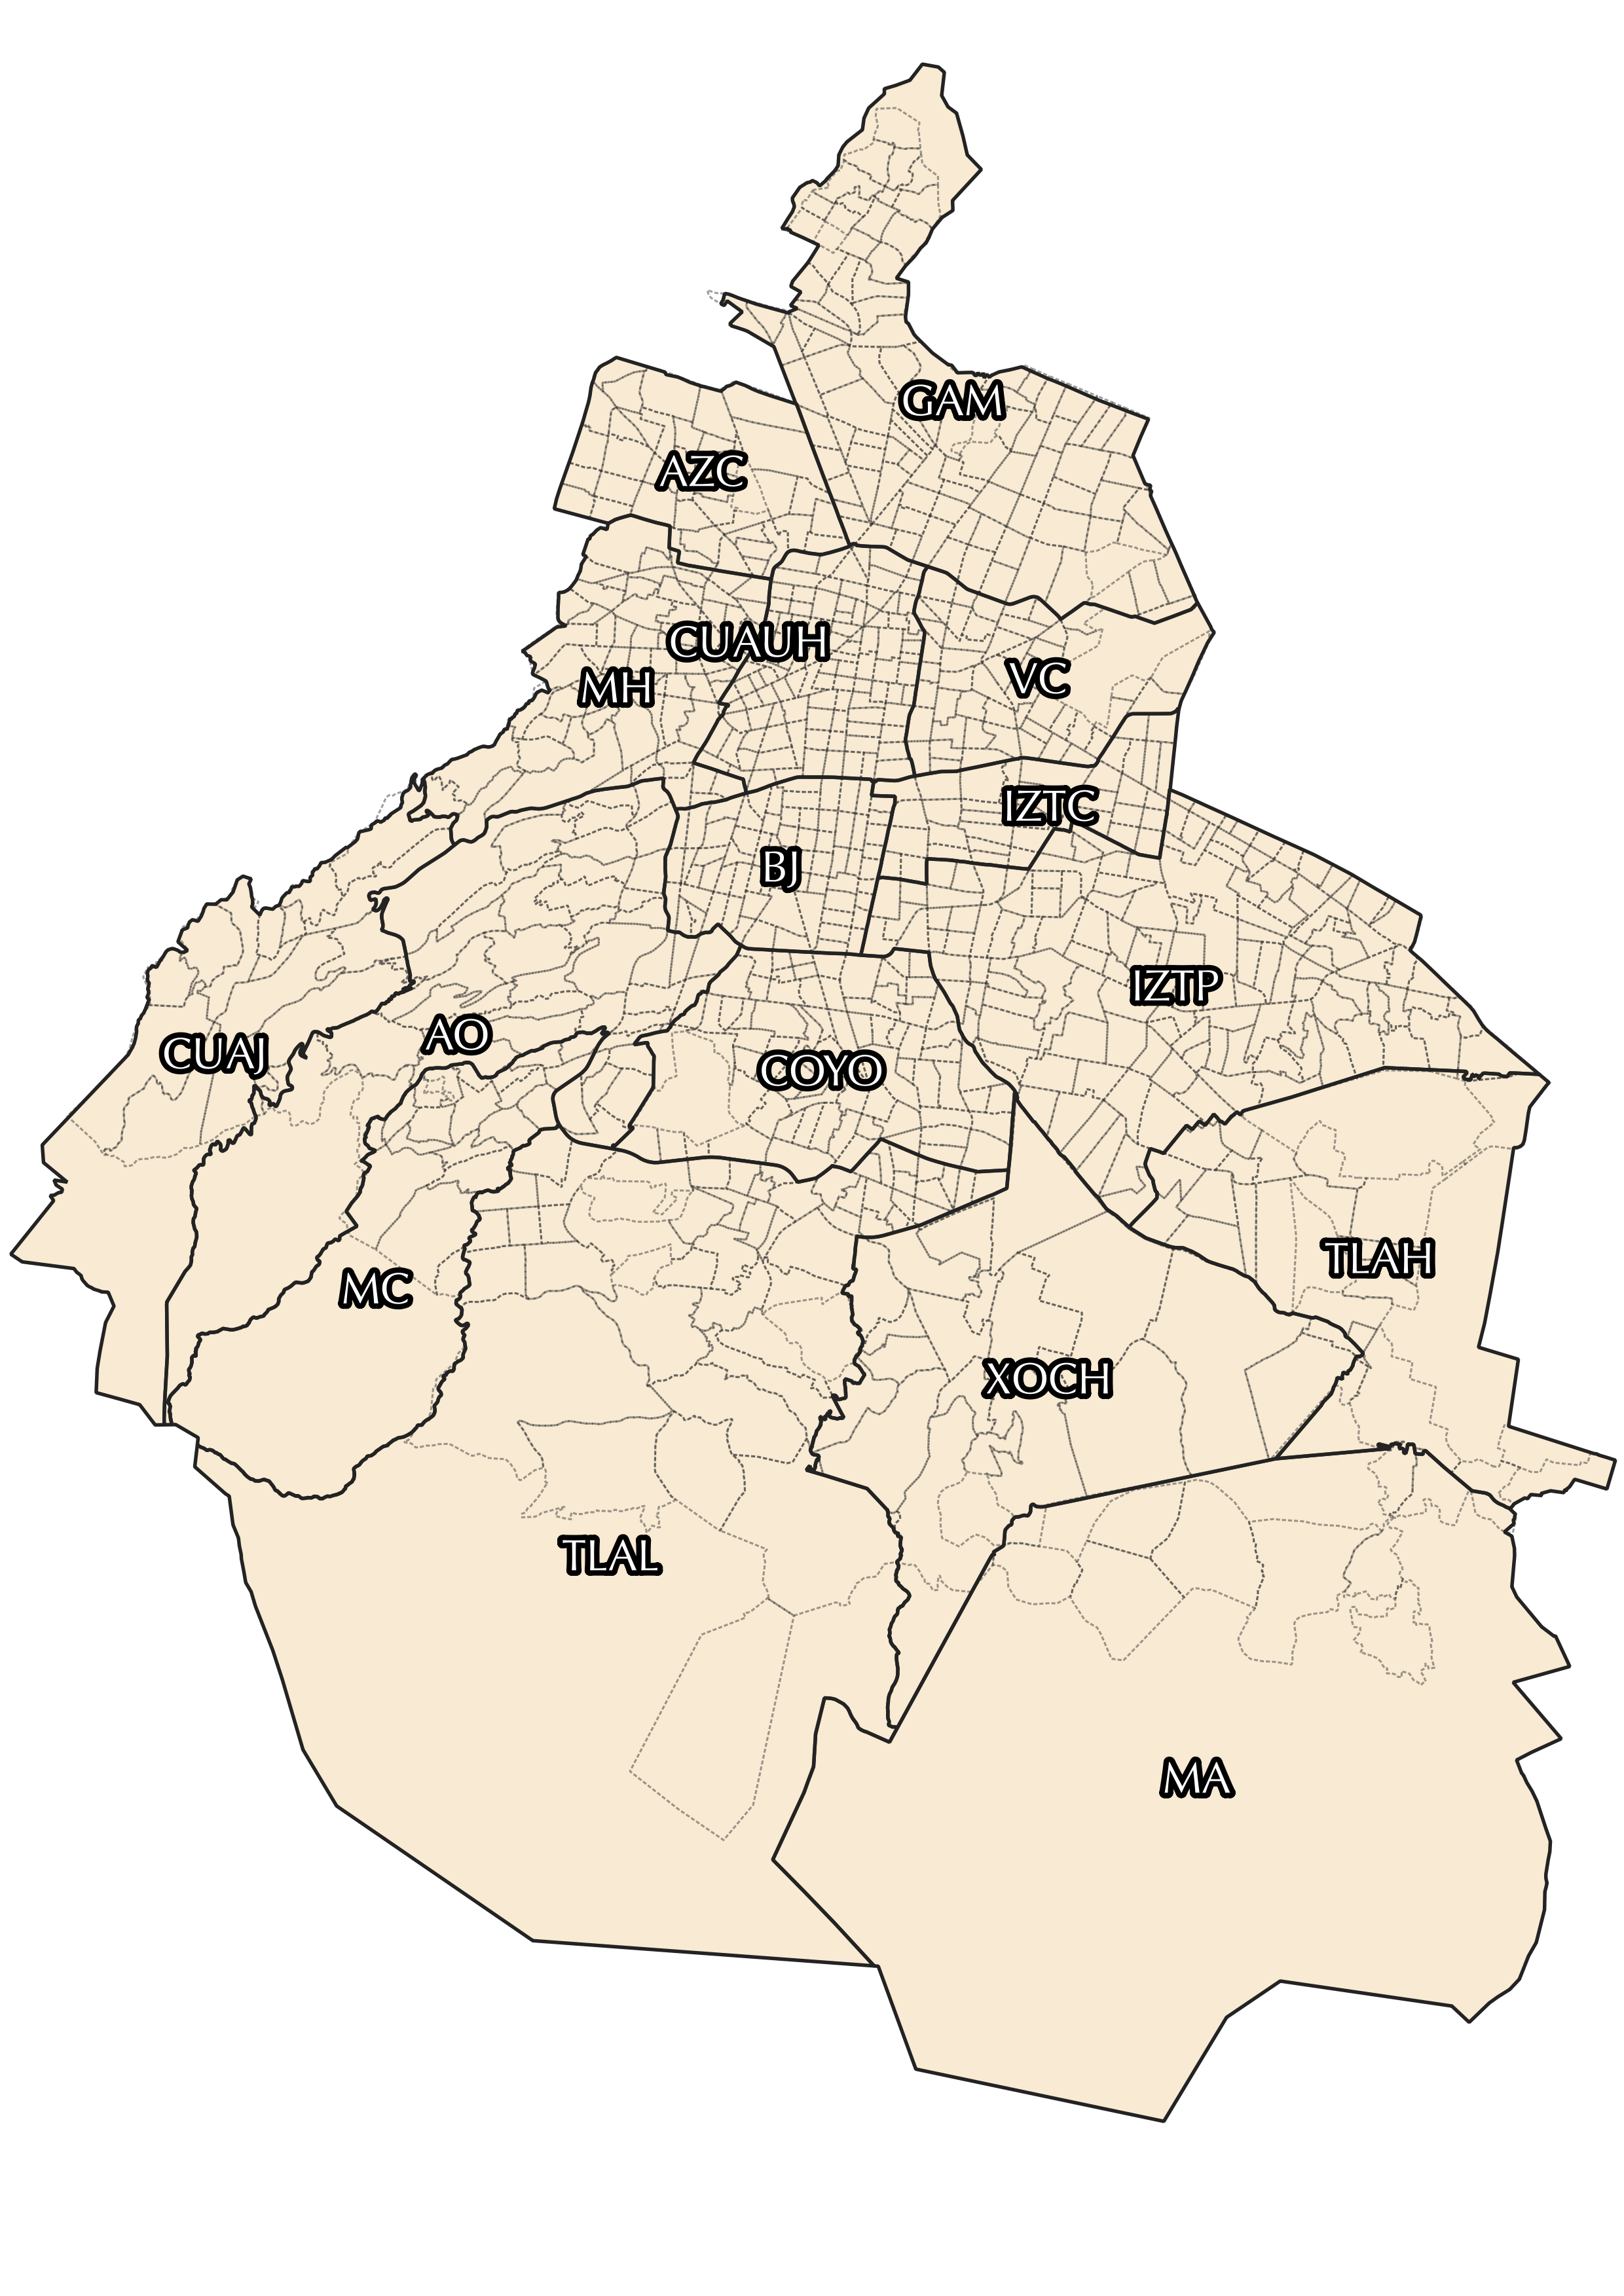 GAM
AZC
CUAUH
MH
VC
IZTC
BJ
IZTP
CUAJ
AO
COYO
TLAH
MC
XOCH
TLAL
MA